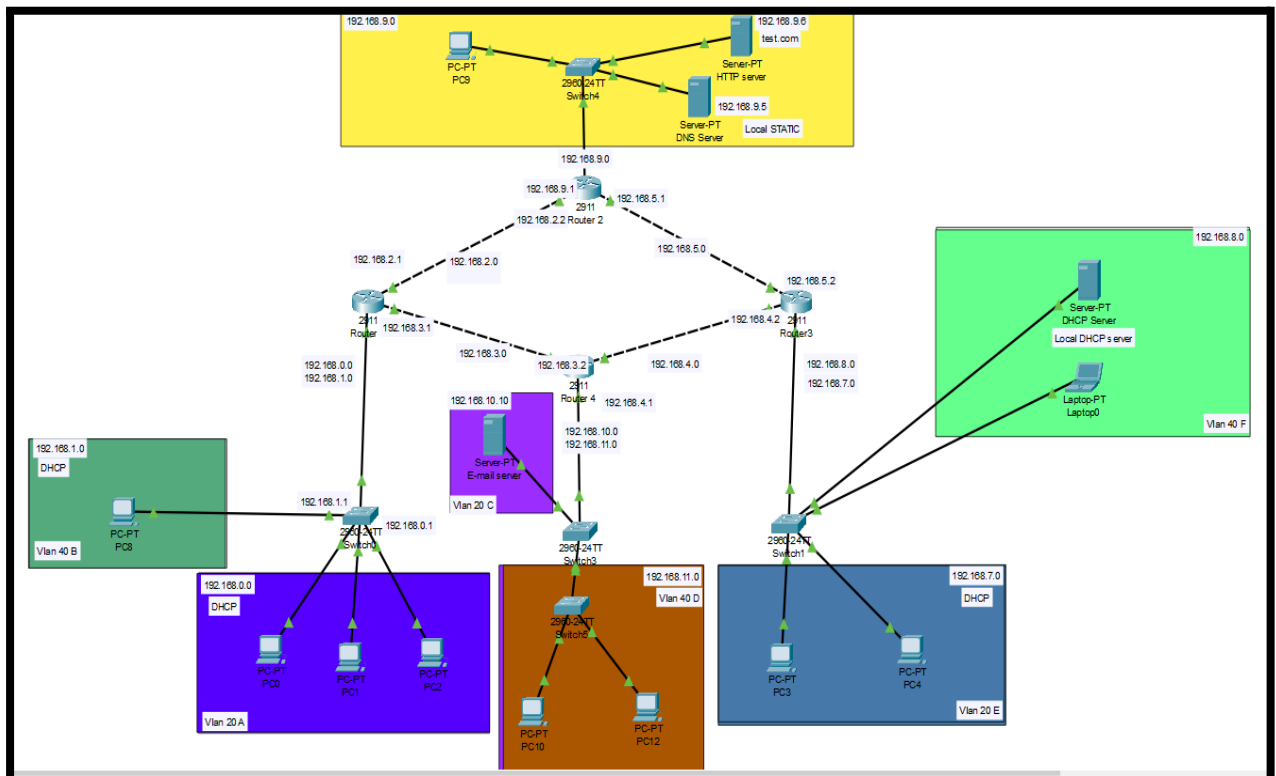 192.168.9.0
192.168.9.6
test.com
PC-PT
PC9
Server-PT
HTTP server
2960-24TT
Switch4
192.168.9.5
Server-PT
DNS Server
Local STATIC
192.168.9.0
192.168.9.1
2911
Router 2
192.168.5.1
192.168.2.2
192.168.2.1
192.168.2.0
192.168.5.0
192.168.5.2
192.168.8.0
Server-PT
DHCP Server
Local DHCP server
Laptop-PT
Laptop0
Vlan 40 F
2911
Router
192.168.3.1
192.168.3.0
192.168.4.2
2911
Router3
192.168.3.2
192.168.4.0
2911
Router 4
192.168.4.1
192.168.0.0
192.168.1.0
192.168.8.0
192.168.7.0
192.168.10.10
Server-PT
E-mail server
Vlan 20 C
192.168.10.0
192.168.11.0
192.168.1.0
DHCP
PC-PT
PC8
Vlan 40 B
192.168.1.1
192.168.0.1
2960-24TT
2960-24TT
Switch3
2960-24TT
Switch1
192.168.0.0
DHCP
PC-PT
PC0
PC-PT
PC1
PC-PT
PC2
Vlan 20 A
192.168.11.0
Vlan 40 D
2960-24TT
Switch5
PC-PT
PC10
PC-PT
PC12
192.168.7.0
DHCP
PC-PT
PC3
PC-PT
PC4
Vlan 20 E